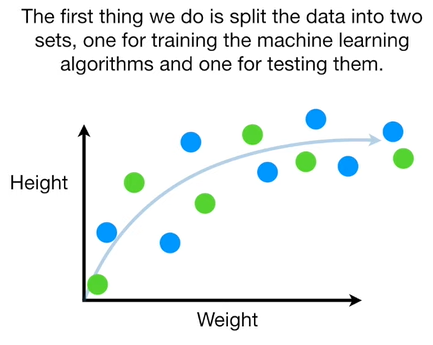 The first thing we do is split the data into two
sets, one for training the machine learning
algorithms and one for testing them.
Height
Weight